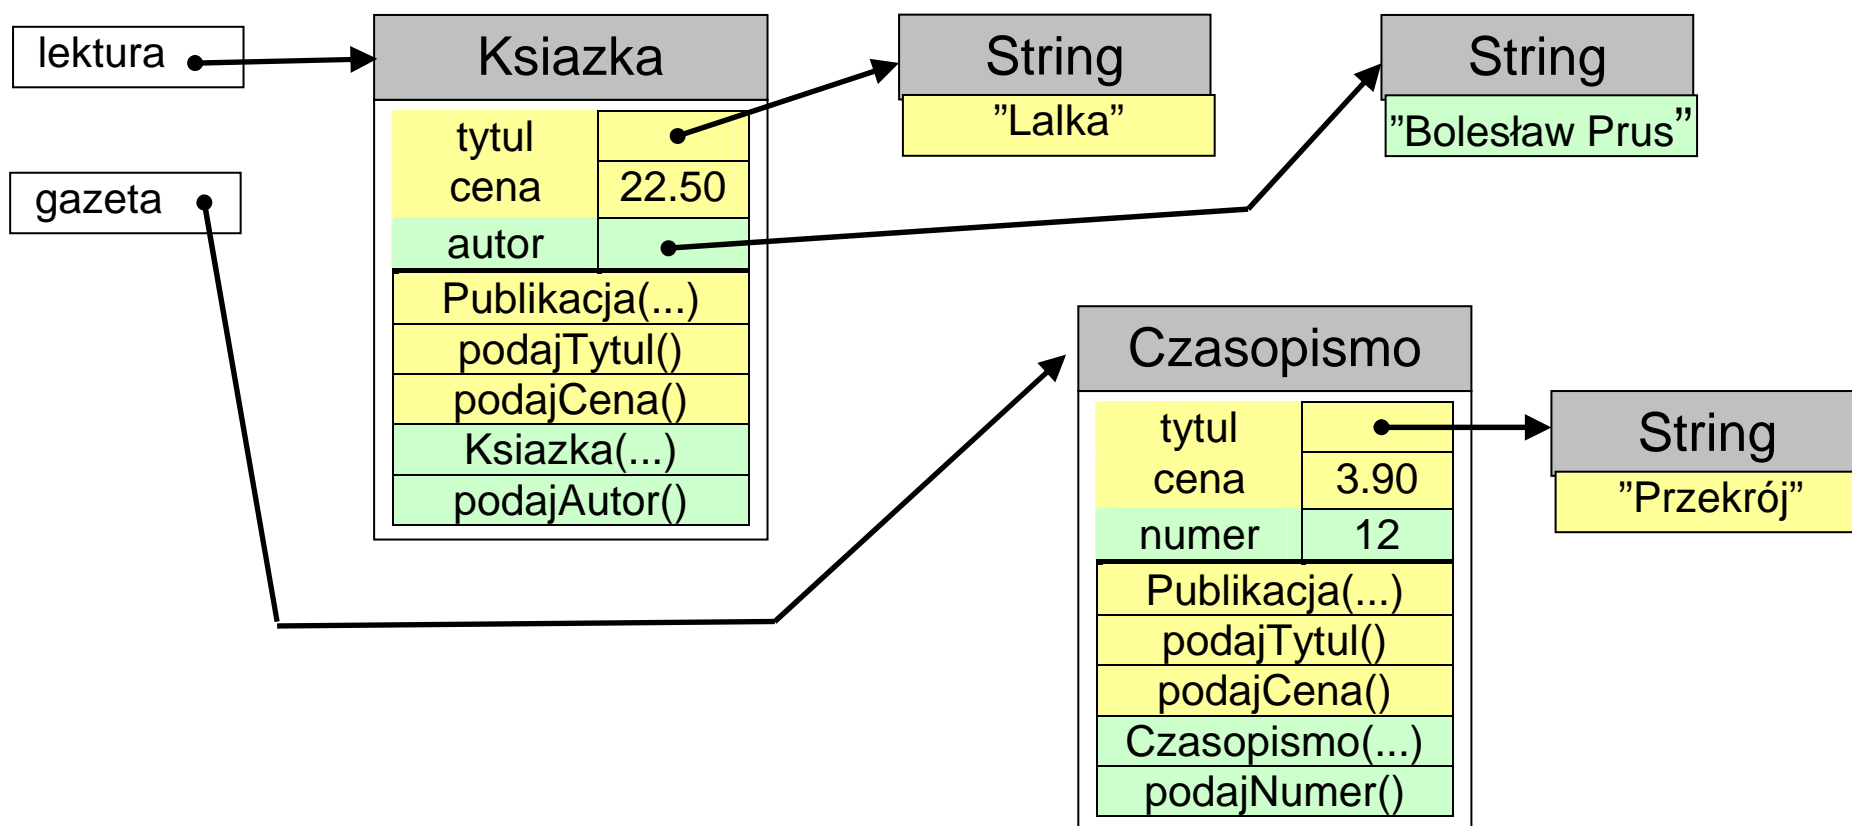 lektura
gazeta
Ksiazka
tytul
cena 22.50
autor
Publikacja(...)
podajTytul()
podajCena()
Ksiazka(...)
podajAutor()
String
”Lalka”
String
”Bolesław Prus”
Czasopismo
tytul
cena 3.90
numer 12
Publikacja(...)
podajTytul()
podajCena()
Czasopismo(...)
podajNumer()
String
”Przekrój”